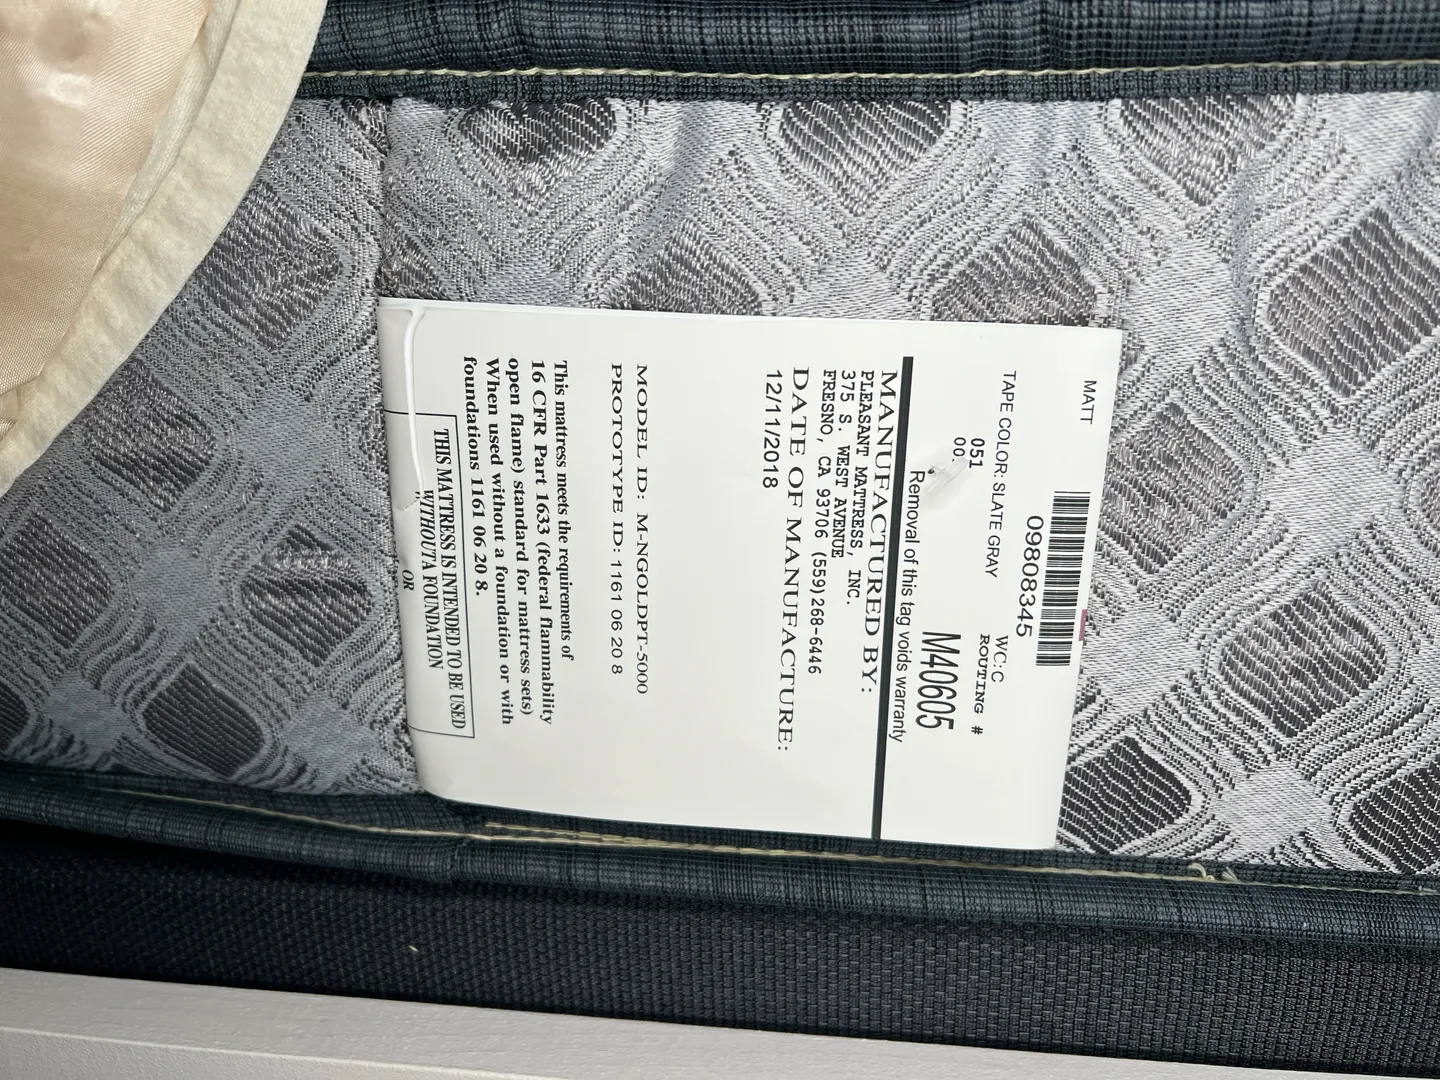 MATT
09808345
TAPE COLOR: SLATE GRAY
WC:C
ROUTING #
051
00.
M40605
Removal of this tag voids warranty
MANUFACTURED BY:
PLEASANT MATTRESS, INC.
375 S. WEST AVENUE
FRESNO, CA 93706 (559)268-6446
DATE OF MANUFACTURE:
12/11/2018
MODEL ID: M-NGOLDPT-5000
PROTOTYPE ID: 1161 06 20 8
This mattress meets the requirements of
16 CFR Part 1633 (federal flammability
open flame) standard for mattress sets)
When used without a foundation or with
foundations 1161 06 20 8.
THIS MATTRESS IS INTENDED TO BE USED
WITHOUT A FOUNDATION
OR